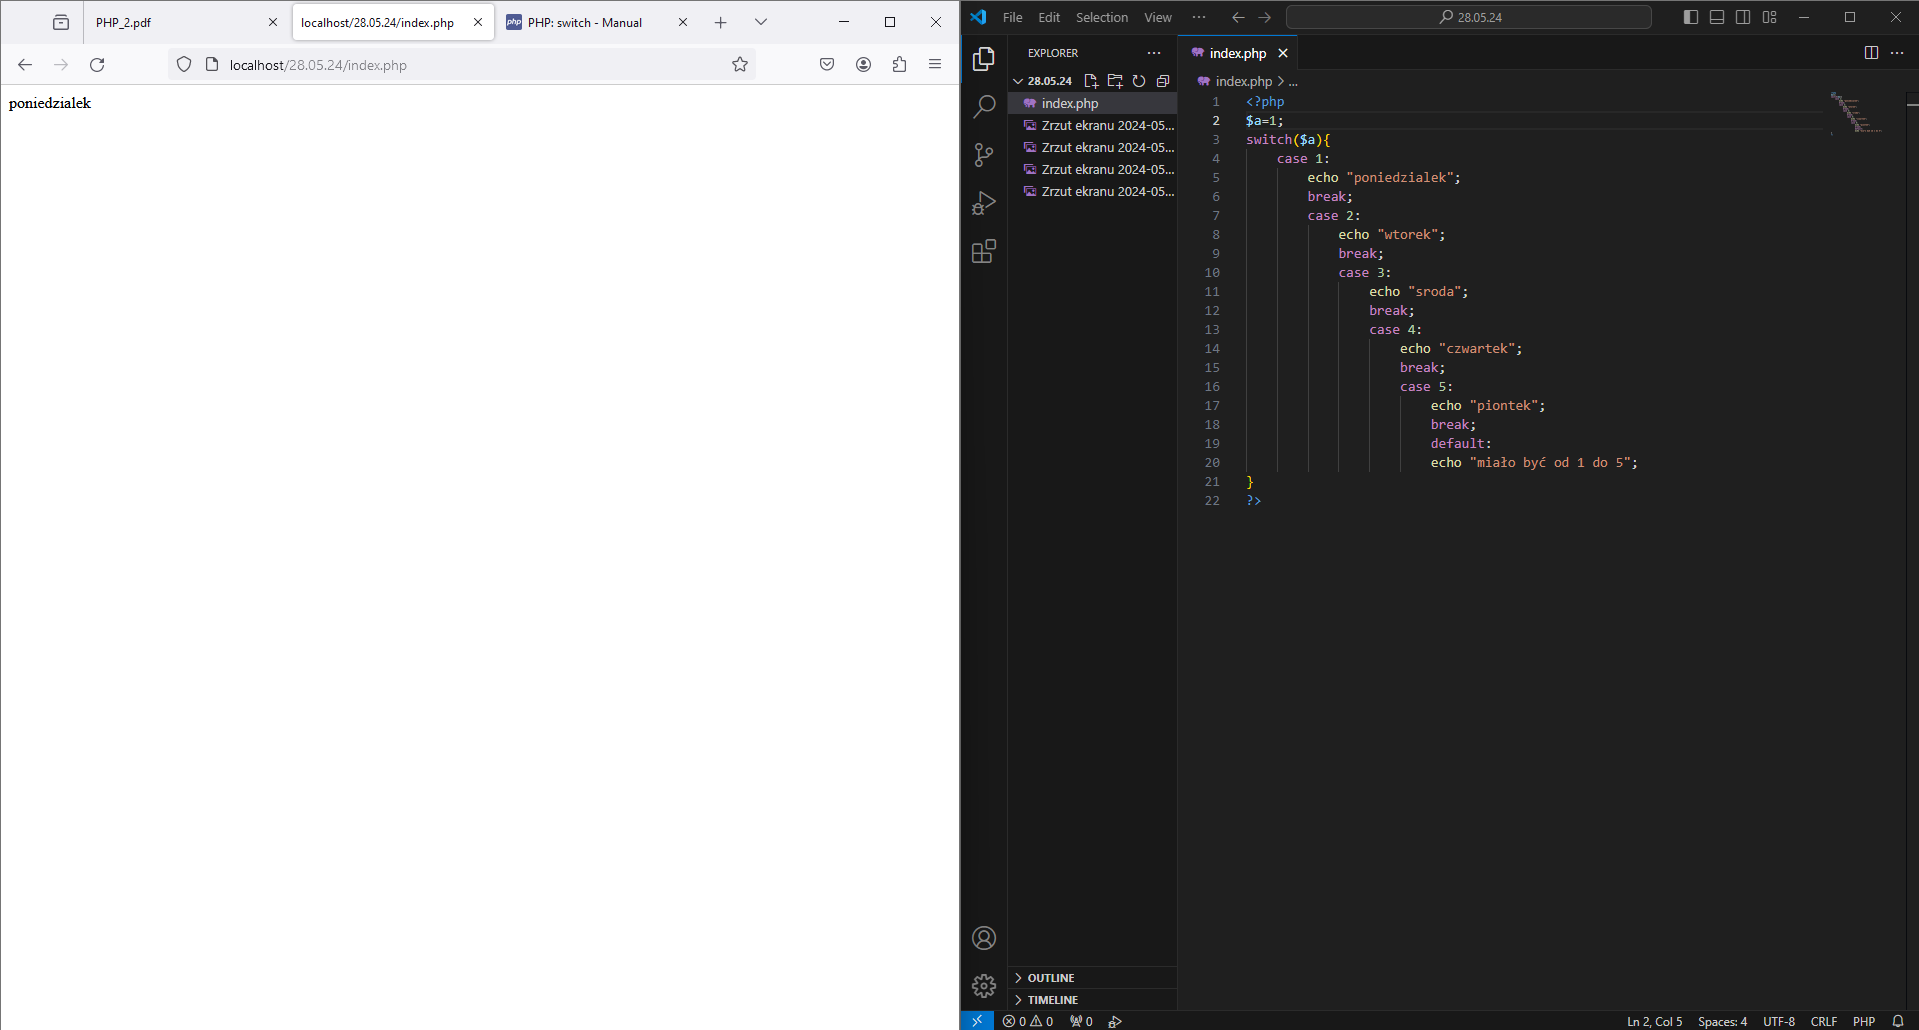 PHP_2.pdf
localhost/28.05.24/index.php
php PHP: switch - Manual
localhost/28.05.24/index.php
poniedzialek
File Edit Selection View ···
28.05.24
EXPLORER
28.05.24
index.php
Zrzut ekranu 2024-05...
Zrzut ekranu 2024-05...
Zrzut ekranu 2024-05...
Zrzut ekranu 2024-05...
OUTLINE
TIMELINE
index.php
index.php > ...
1 <?php
2 $a=1;
3 switch($a){
4 case 1:
5 echo "poniedzialek";
6 break;
7 case 2:
8 echo "wtorek";
9 break;
10 case 3:
11 echo "sroda";
12 break;
13 case 4:
14 echo "czwartek";
15 break;
16 case 5:
17 echo "piontek";
18 break;
19 default:
20 echo "miało być od 1 do 5";
21 }
22 ?>
0 0 0
Ln 2, Col 5 Spaces: 4 UTF-8 CRLF PHP